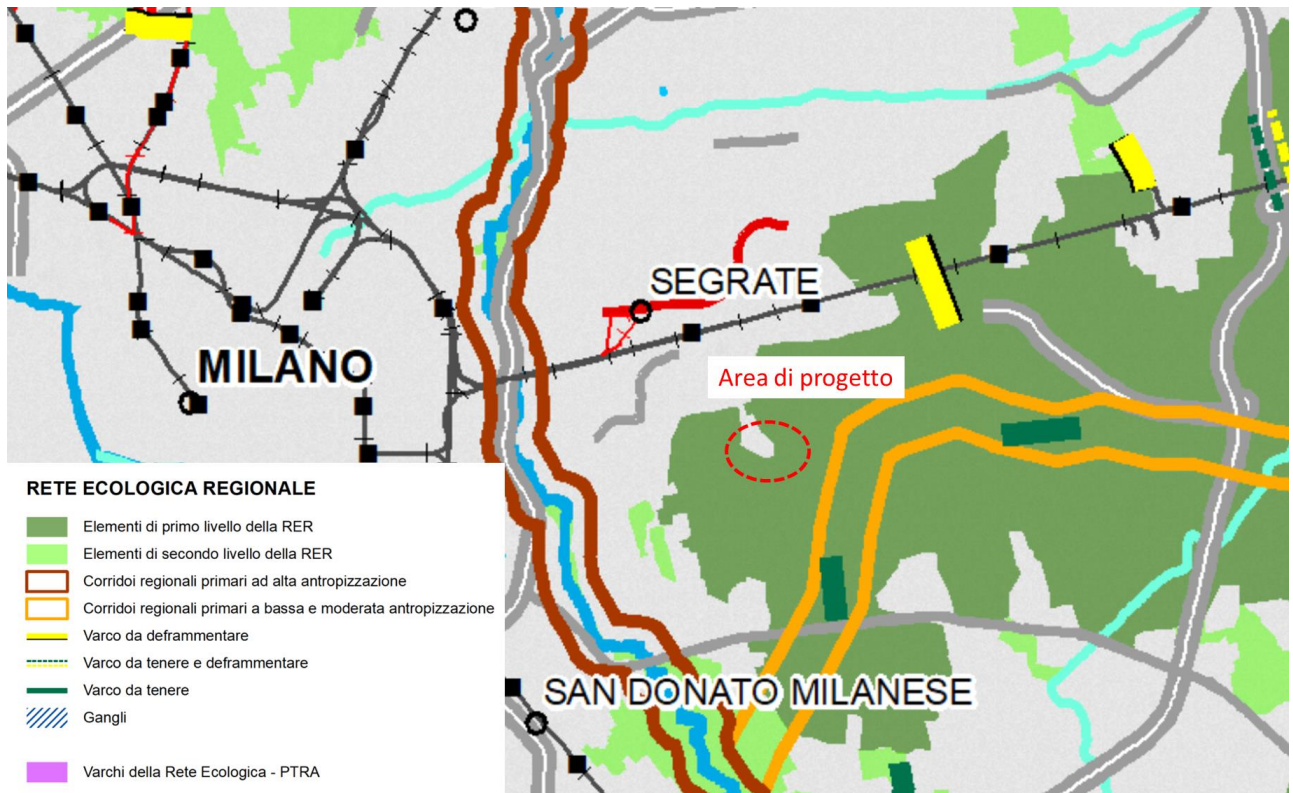 SEGRATE
MILANO
Area di progetto
SAN DONATO MILANESE
RETE ECOLOGICA REGIONALE
Elementi di primo livello della RER
Elementi di secondo livello della RER
Corridoi regionali primari ad alta antropizzazione
Corridoi regionali primari a bassa e moderata antropizzazione
Varco da deframmentare
Varco da tenere e deframmentare
Varco da tenere
Gangli
Varchi della Rete Ecologica - PTRA